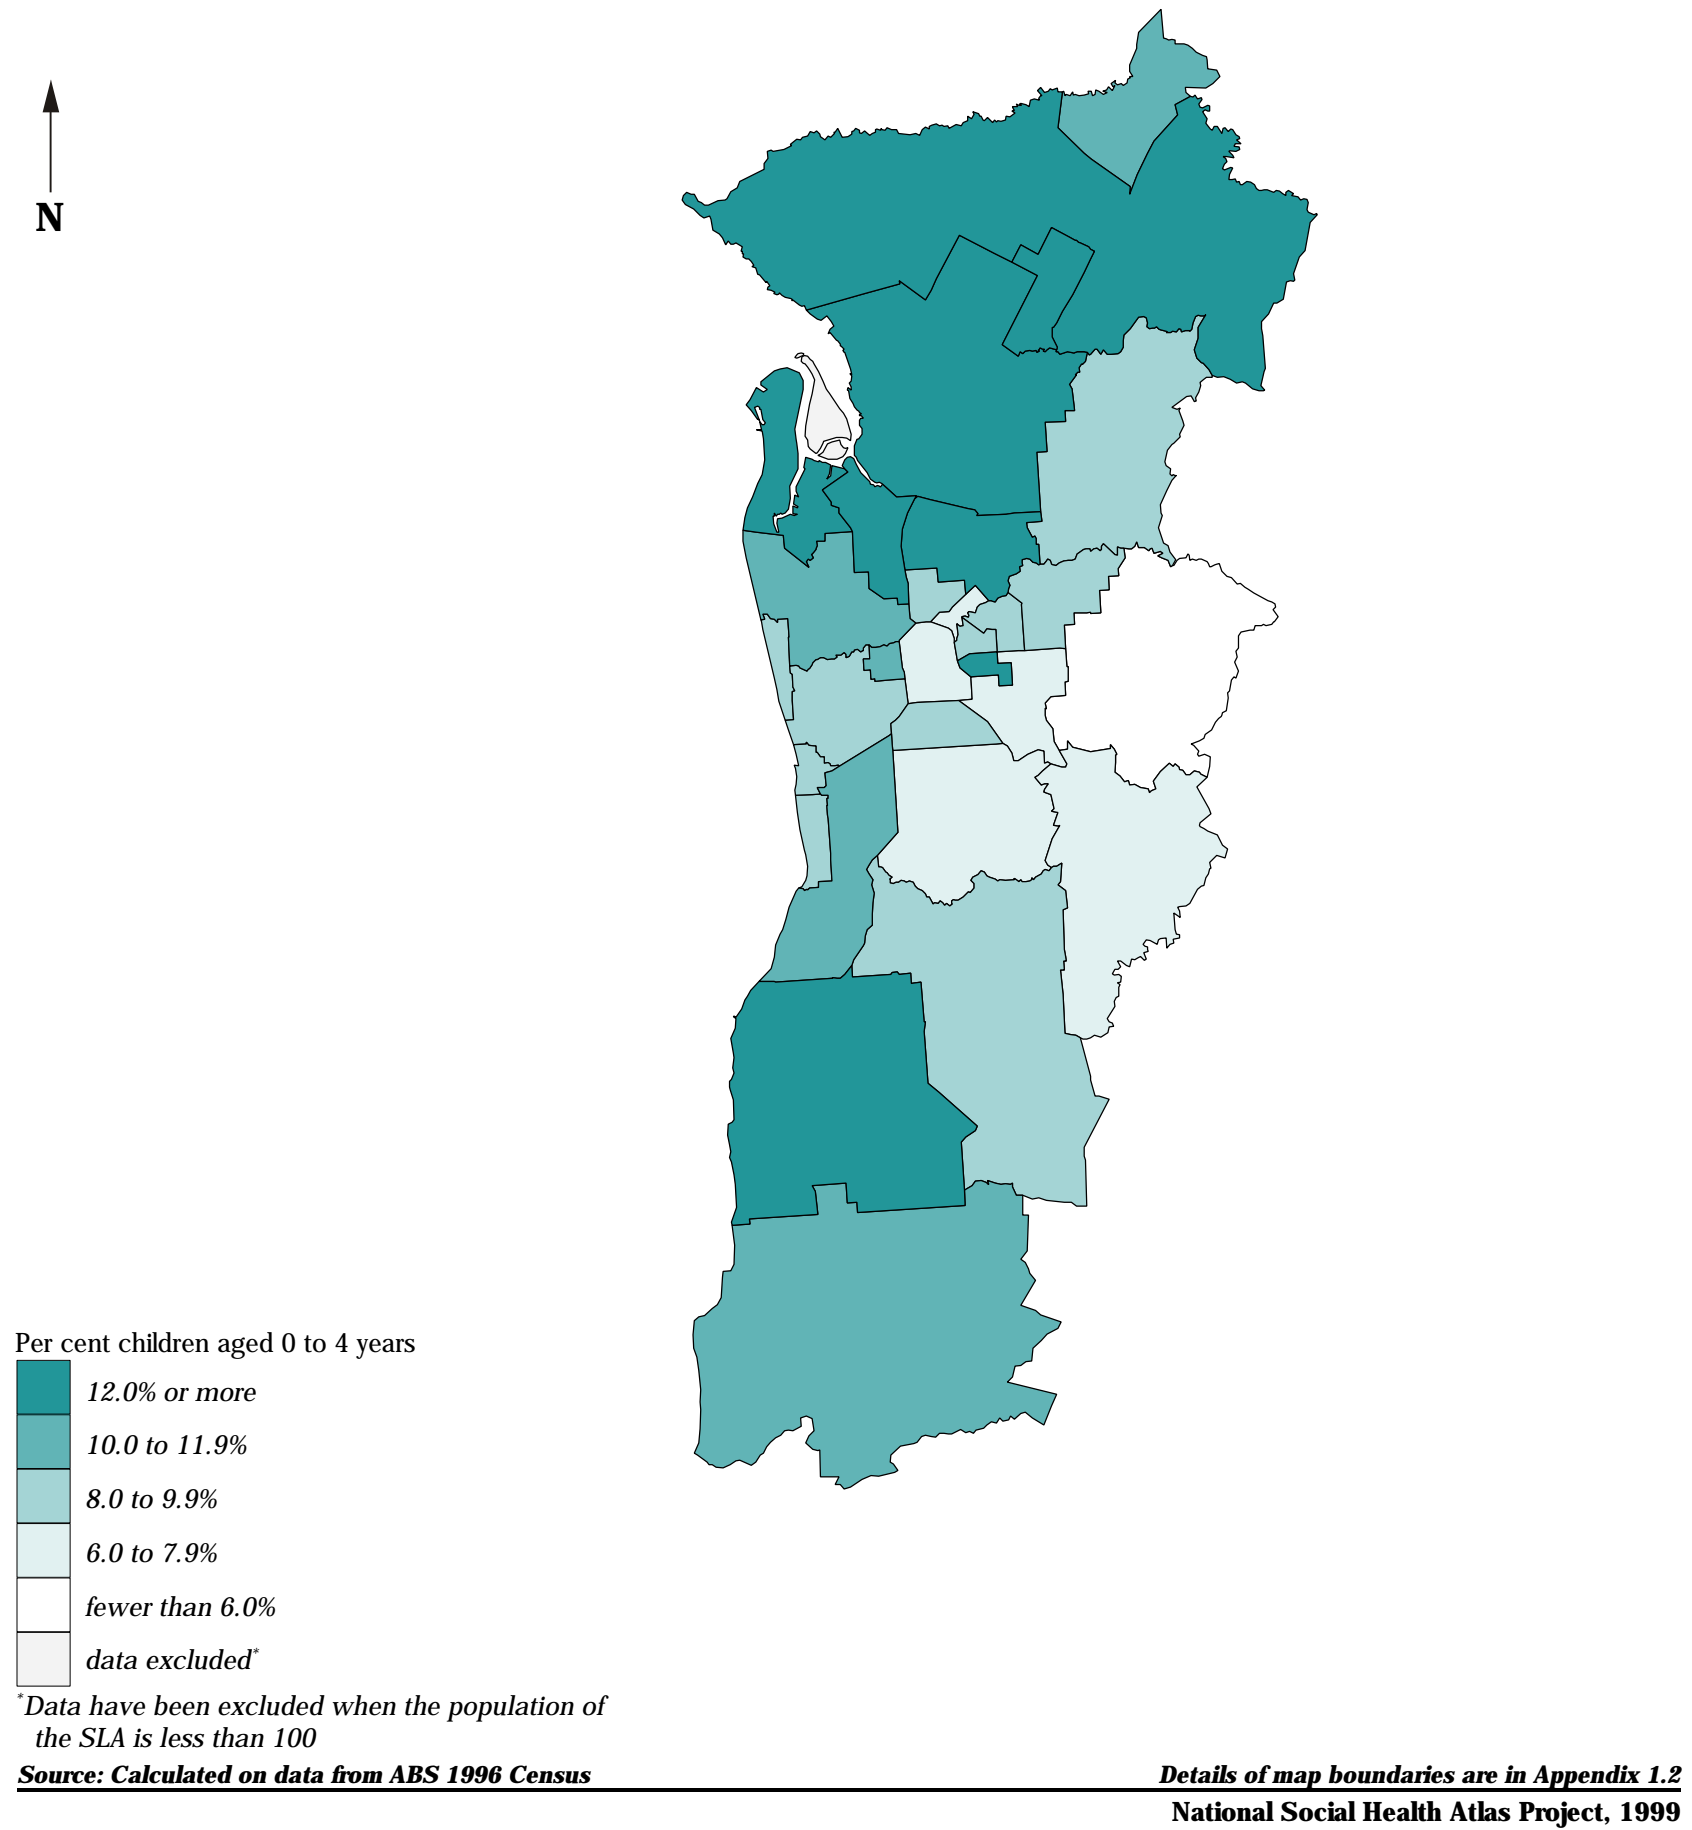 N
Per cent children aged 0 to 4 years
12.0% or more
10.0 to 11.9%
8.0 to 9.9%
6.0 to 7.9%
fewer than 6.0%
data excluded*
*Data have been excluded when the population of
the SLA is less than 100
Source: Calculated on data from ABS 1996 Census
Details of map boundaries are in Appendix 1.2
National Social Health Atlas Project, 1999